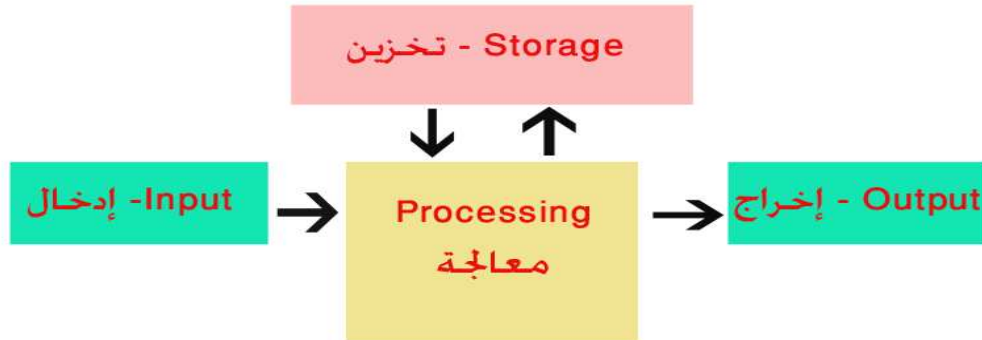 تخزين - Storage
إدخال -Input
Processing
معالجة
إخراج - Output